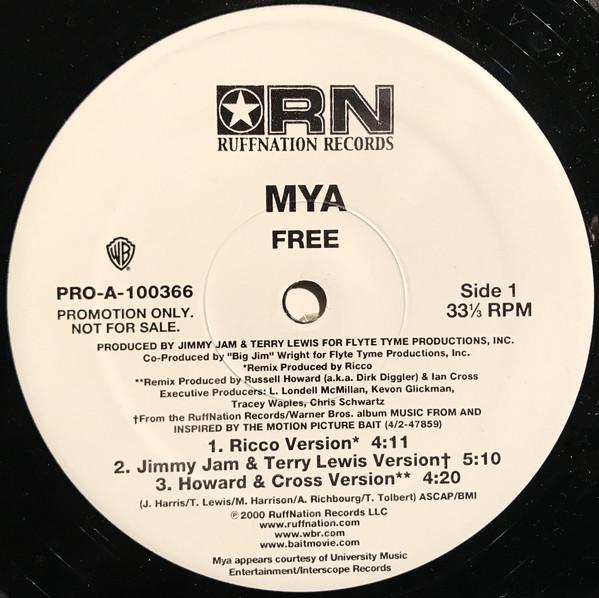 RN
RUFFNATION RECORDS
MYA
FREE
WB
PRO-A-100366
PROMOTION ONLY.
NOT FOR SALE.
Side 1
33⅓ RPM
PRODUCED BY JIMMY JAM & TERRY LEWIS FOR FLYTE TYME PRODUCTIONS, INC.
Co-Produced by "Big Jim" Wright for Flyte Tyme Productions, Inc.
*Remix Produced by Ricco
**Remix Produced by Russell Howard (a.k.a. Dirk Diggler) & Ian Cross
Executive Producers: L. Londell McMillan, Kevon Glickman,
Tracey Waples, Chris Schwartz
†From the RuffNation Records/Warner Bros. album MUSIC FROM AND
INSPIRED BY THE MOTION PICTURE BAIT (4/2-47859)
1. Ricco Version* 4:11
2. Jimmy Jam & Terry Lewis Version† 5:10
3. Howard & Cross Version** 4:20
(J. Harris/T. Lewis/M. Harrison/A. Richbourg/T. Tolbert) ASCAP/BMI
℗2000 RuffNation Records LLC
www.ruffnation.com
www.wbr.com
www.baitmovie.com
Mya appears courtesy of University Music
Entertainment/Interscope Records